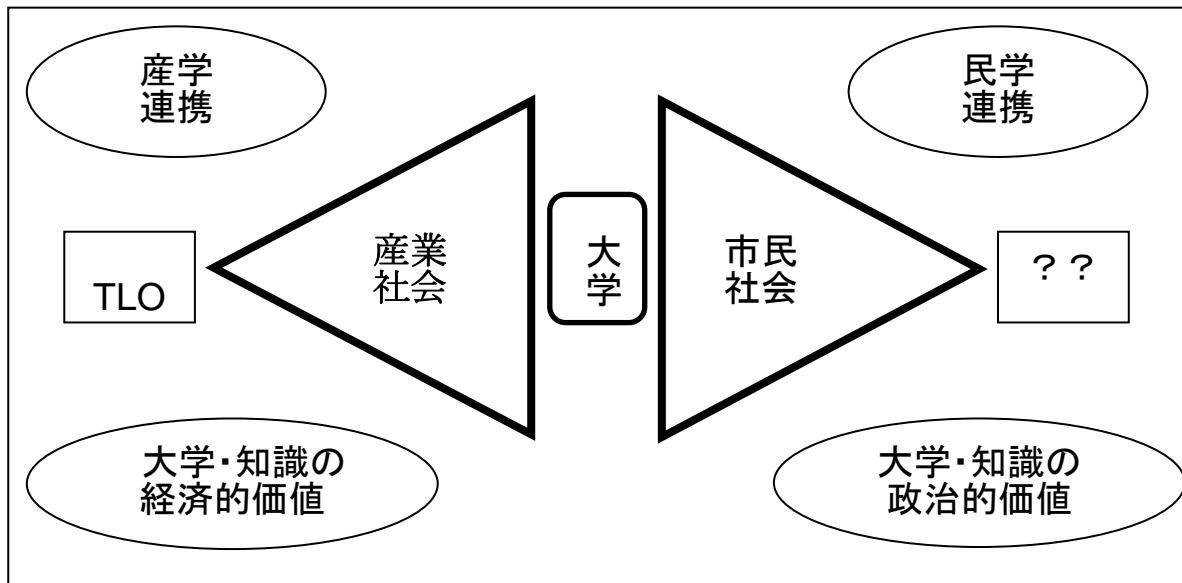 産学
連携
民学
連携
産業
社会
大
学
市民
社会
TLO
？？
大学・知識の
経済的価値
大学・知識の
政治的価値